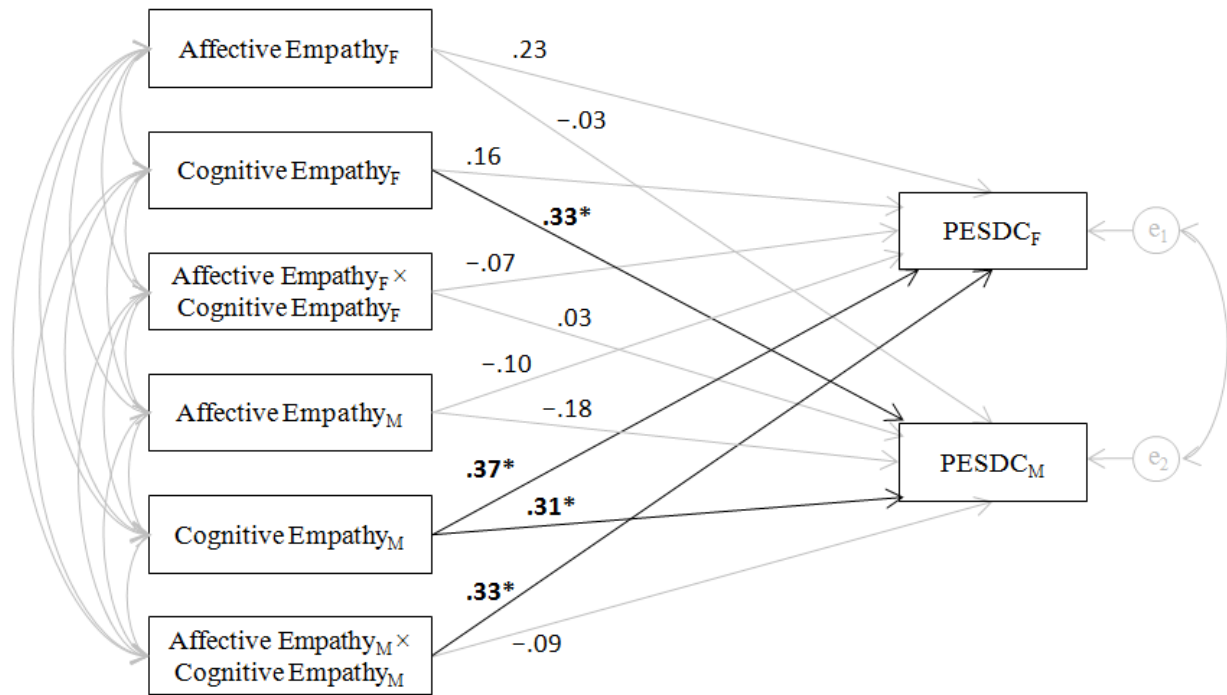 Affective Empathy_F
.23
−.03
Cognitive Empathy_F
.16
.33*
PESDC_F
e_1
Affective Empathy_F ×
Cognitive Empathy_F
−.07
.03
Affective Empathy_M
−.10
−.18
PESDC_M
e_2
Cognitive Empathy_M
.37*
.31*
Affective Empathy_M ×
Cognitive Empathy_M
.33*
−.09